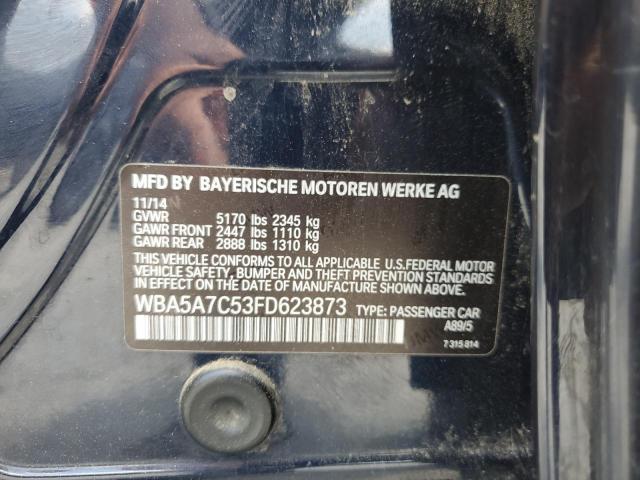 MFD BY BAYERISCHE MOTOREN WERKE AG
11/14
GVWR 5170 lbs 2345 kg
GAWR FRONT 2447 lbs 1110 kg
GAWR REAR 2888 lbs 1310 kg
THIS VEHICLE CONFORMS TO ALL APPLICABLE U.S.FEDERAL MOTOR
VEHICLE SAFETY, BUMPER AND THEFT PREVENTION STANDARDS
IN EFFECT ON THE DATE OF MANUFACTURE SHOWN ABOVE.
WBA5A7C53FD623873 TYPE: PASSENGER CAR
A89/5
7 315 814